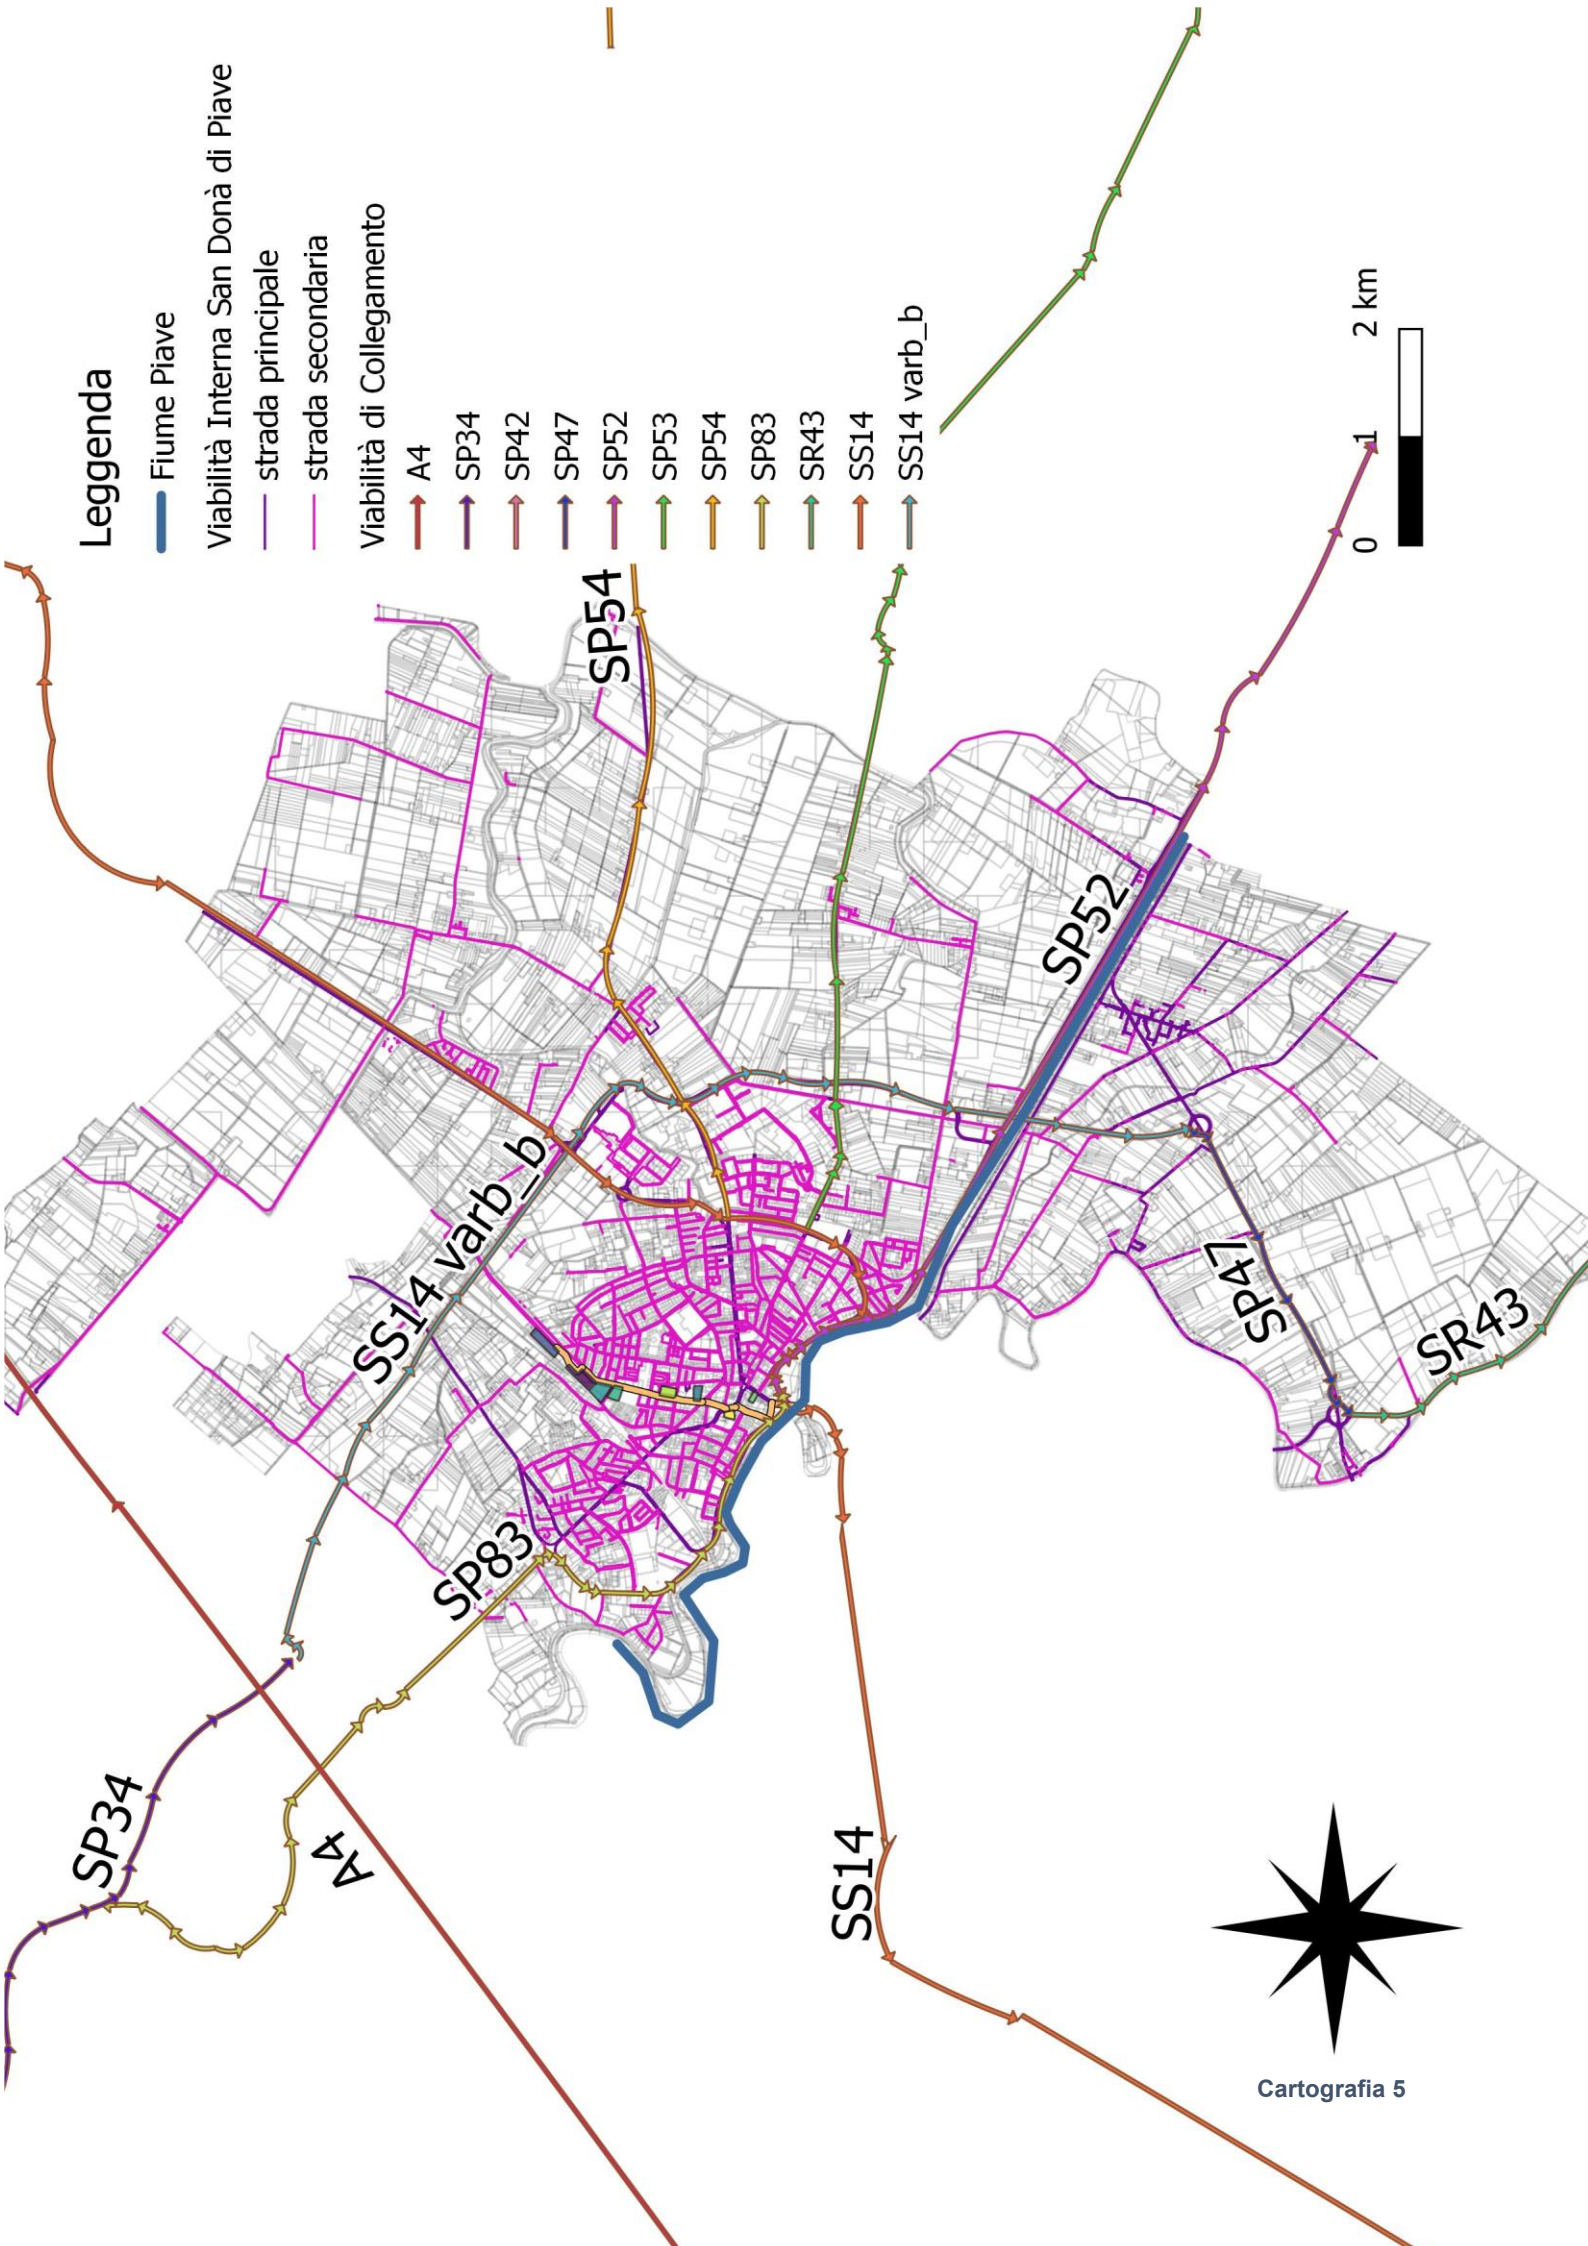 Leggenda
Fiume Piave
Viabilità Interna San Donà di Piave
strada principale
strada secondaria
Viabilità di Collegamento
A4
SP34
SP42
SP47
SP52
SP53
SP54
SP83
SR43
SS14
SS14 varb_b
SP34
A4
SS14 varb_b
SP83
SP54
SS14
SP52
SP47
SR43
0 1 2 km
Cartografia 5